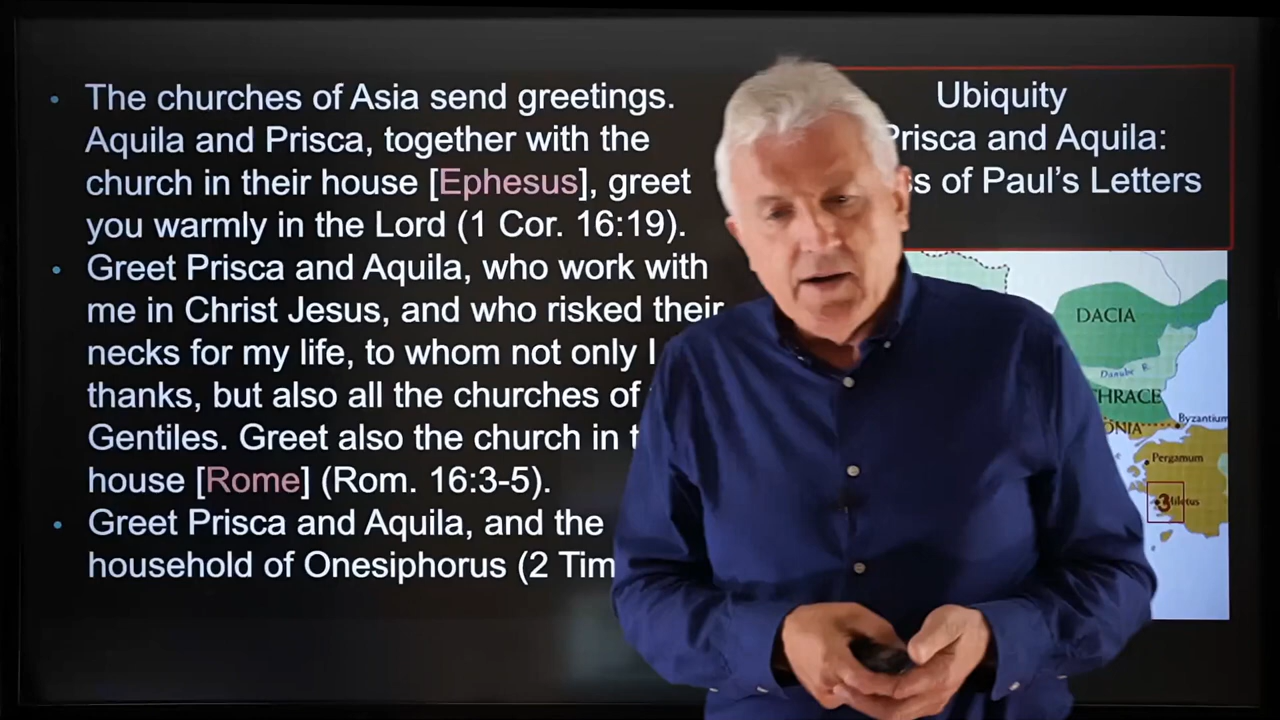 • The churches of Asia send greetings.
Aquila and Prisca, together with the
church in their house [Ephesus], greet
you warmly in the Lord (1 Cor. 16:19).
• Greet Prisca and Aquila, who work with
me in Christ Jesus, and who risked their
necks for my life, to whom not only I
thanks, but also all the churches of
Gentiles. Greet also the church in
house [Rome] (Rom. 16:3-5).
• Greet Prisca and Aquila, and the
household of Onesiphorus (2 Tim
Ubiquity
Prisca and Aquila:
of Paul's Letters
DACIA
Danube R.
THRACE
Byzantium
Pergamum
3
Miletus